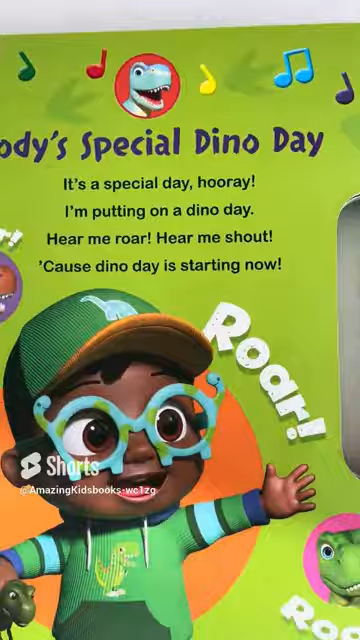 ody's Special Dino Day
It's a special day, hooray!
I'm putting on a dino day.
Hear me roar! Hear me shout!
'Cause dino day is starting now!
Roar!
Shorts
@AmazingKidsbooks-wc1zg